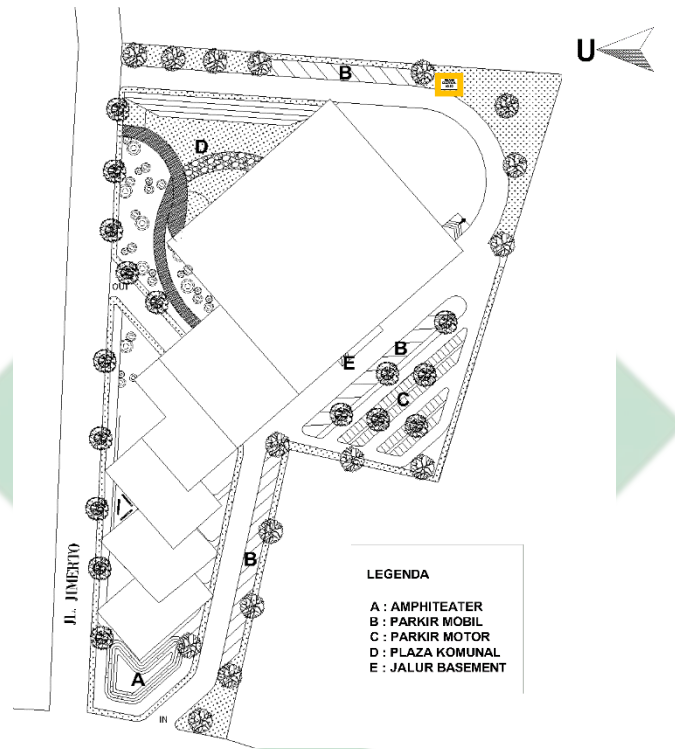 U
B
D
OUT
B
E
C
B
JL. JIMERTO
A
IN
LEGENDA
A : AMPHITEATER
B : PARKIR MOBIL
C : PARKIR MOTOR
D : PLAZA KOMUNAL
E : JALUR BASEMENT